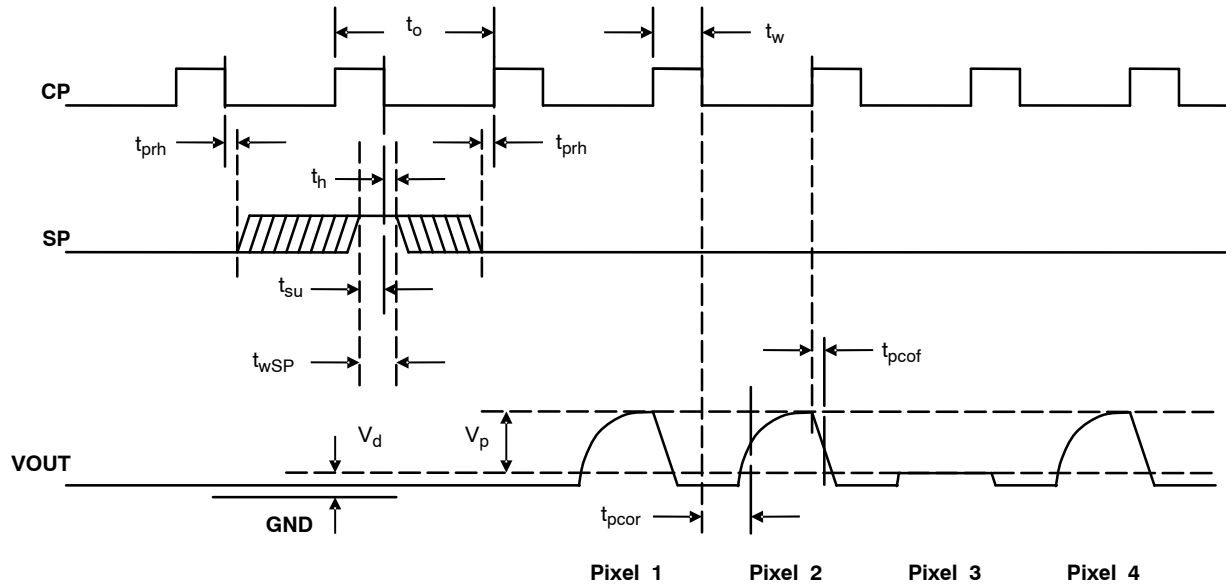 t_o
t_w
CP
t_prh
t_prh
t_h
SP
t_su
t_wSP
t_pcof
V_d
V_p
VOUT
t_pcor
GND
Pixel 1 Pixel 2 Pixel 3 Pixel 4